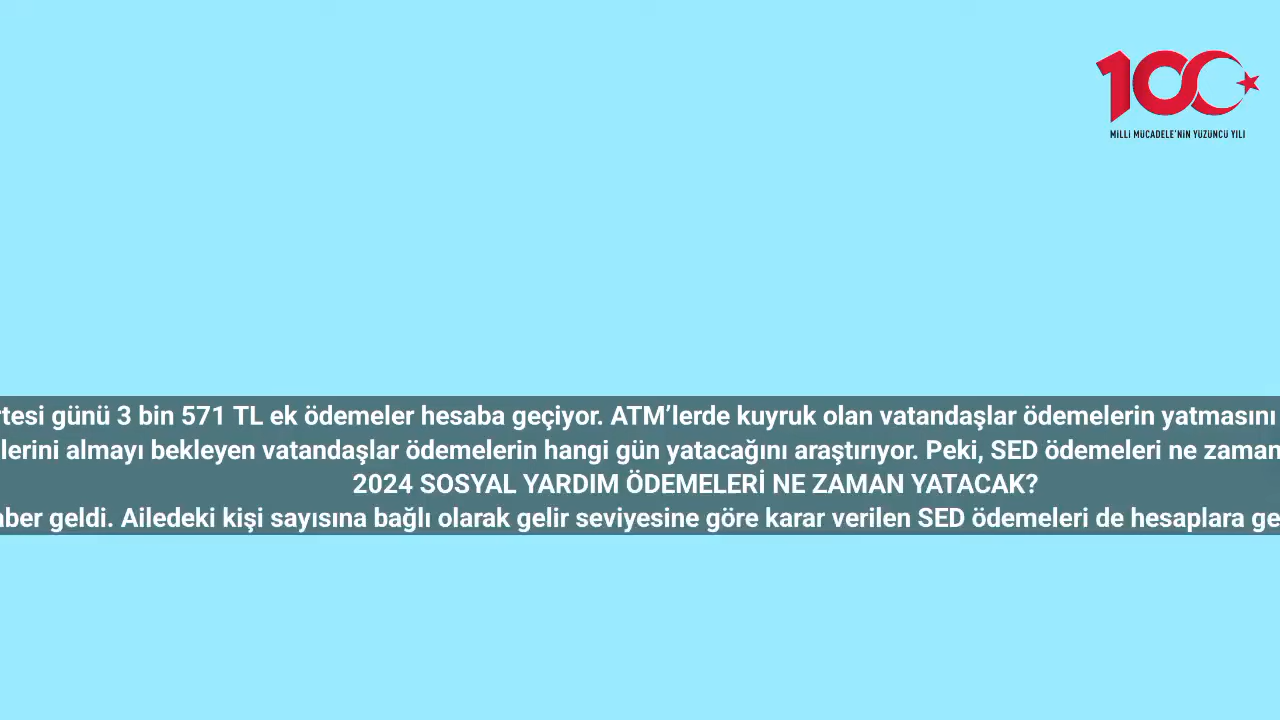 100
MİLLİ MÜCADELE'NİN YÜZÜNCÜ YILI
günü 3 bin 571 TL ek ödemeler hesaba geçiyor. ATM’lerde kuyruk olan vatandaşlar ödemelerin yatmasını
almayı bekleyen vatandaşlar ödemelerin hangi gün yatacağını araştırıyor. Peki, SED ödemeleri ne zaman
2024 SOSYAL YARDIM ÖDEMELERİ NE ZAMAN YATACAK?
geldi. Ailedeki kişi sayısına bağlı olarak gelir seviyesine göre karar verilen SED ödemeleri de hesaplara